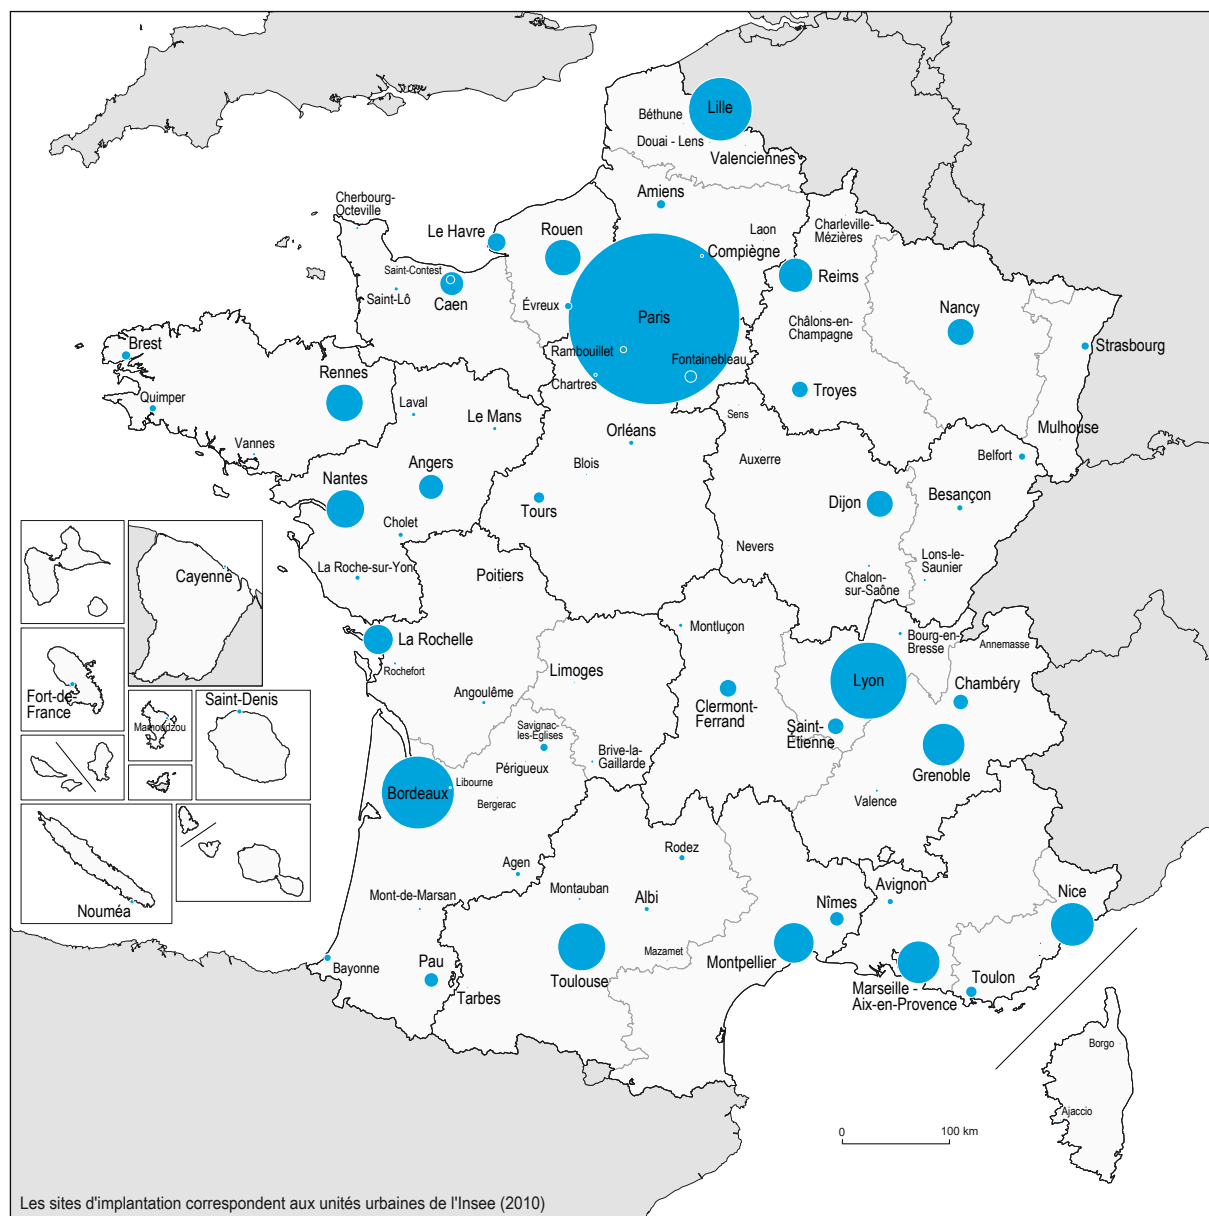 Lille
Béthune
Douai - Lens
Valenciennes
Amiens
Cherbourg-
Octeville
Le Havre
Rouen
Laon
Charleville-
Mézières
Compiègne
Saint-Contest
Reims
Saint-Lô
Caen
Évreux
Paris
Châlons-en-
Champagne
Nancy
Brest
Strasbourg
Rambouillet
Fontainebleau
Chartres
Rennes
Troyes
Quimper
Laval
Le Mans
Sens
Orléans
Mulhouse
Vannes
Auxerre
Belfort
Angers
Blois
Nantes
Besançon
Tours
Dijon
Cholet
Nevers
Lons-le-
Saunier
La Roche-sur-Yon
Poitiers
Chalon-
sur-Saône
Cayenne
La Rochelle
Montluçon
Bourg-en-
Bresse
Annemasse
Rochefort
Limoges
Lyon
Chambéry
Fort-de-
France
Saint-Denis
Angoulême
Clermont-
Ferrand
Mamoudzou
Savignac-
les-Eglises
Saint-
Étienne
Brive-la-
Gaillarde
Grenoble
Périgueux
Libourne
Bordeaux
Bergerac
Valence
Agen
Rodez
Mont-de-Marsan
Montauban
Albi
Avignon
Nice
Nouméa
Nîmes
Mazamet
Montpellier
Bayonne
Pau
Toulouse
Tarbes
Marseille -
Aix-en-Provence
Toulon
Borgo
Ajaccio
0
100 km
Les sites d'implantation correspondent aux unités urbaines de l'Insee (2010)